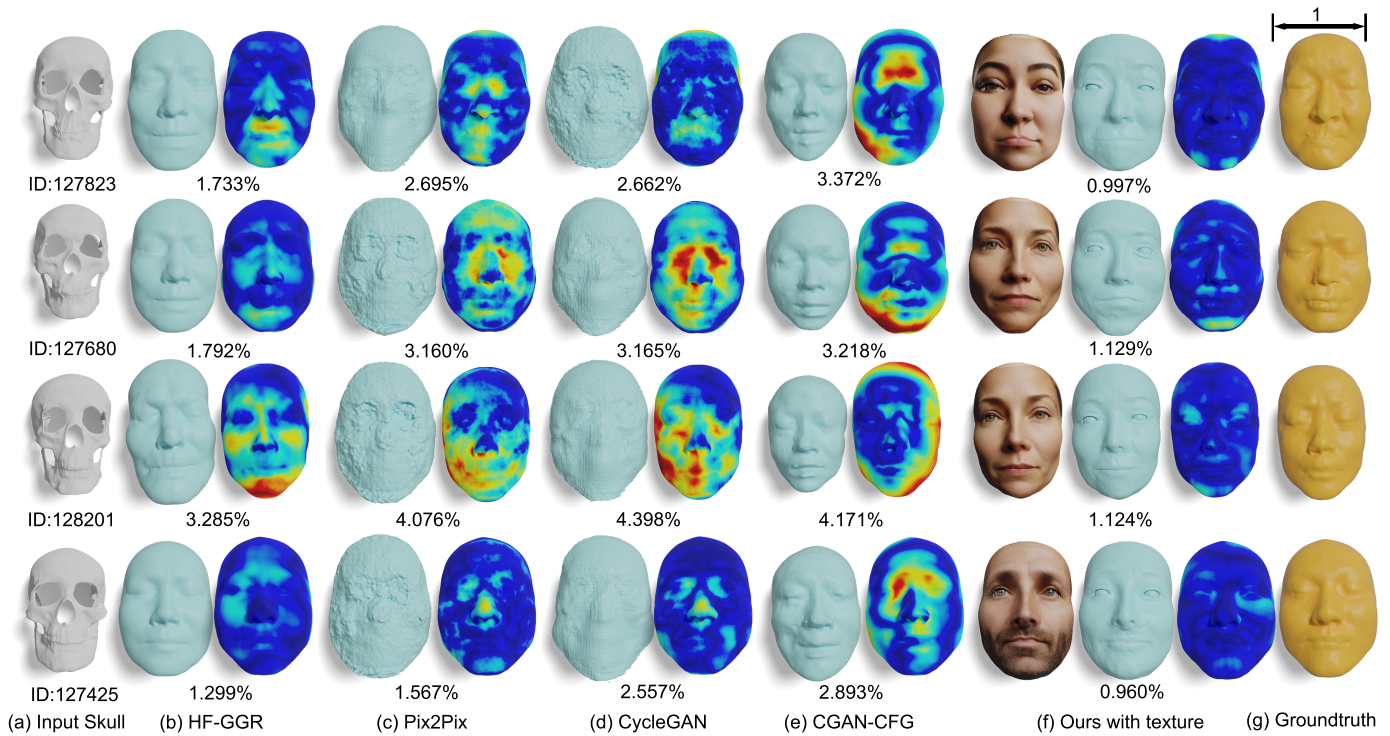 1
ID:127823 1.733% 2.695% 2.662% 3.372% 0.997%
ID:127680 1.792% 3.160% 3.165% 3.218% 1.129%
ID:128201 3.285% 4.076% 4.398% 4.171% 1.124%
ID:127425 1.299% 1.567% 2.557% 2.893% 0.960%
(a) Input Skull (b) HF-GGR (c) Pix2Pix (d) CycleGAN (e) CGAN-CFG (f) Ours with texture (g) Groundtruth